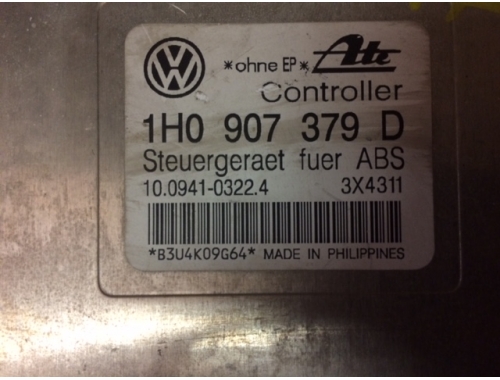 VW *ohne EP* Ate
Controller
1H0 907 379 D
Steuergeraet fuer ABS
10.0941-0322.4 3X4311
*B3U4K09G64* MADE IN PHILIPPINES